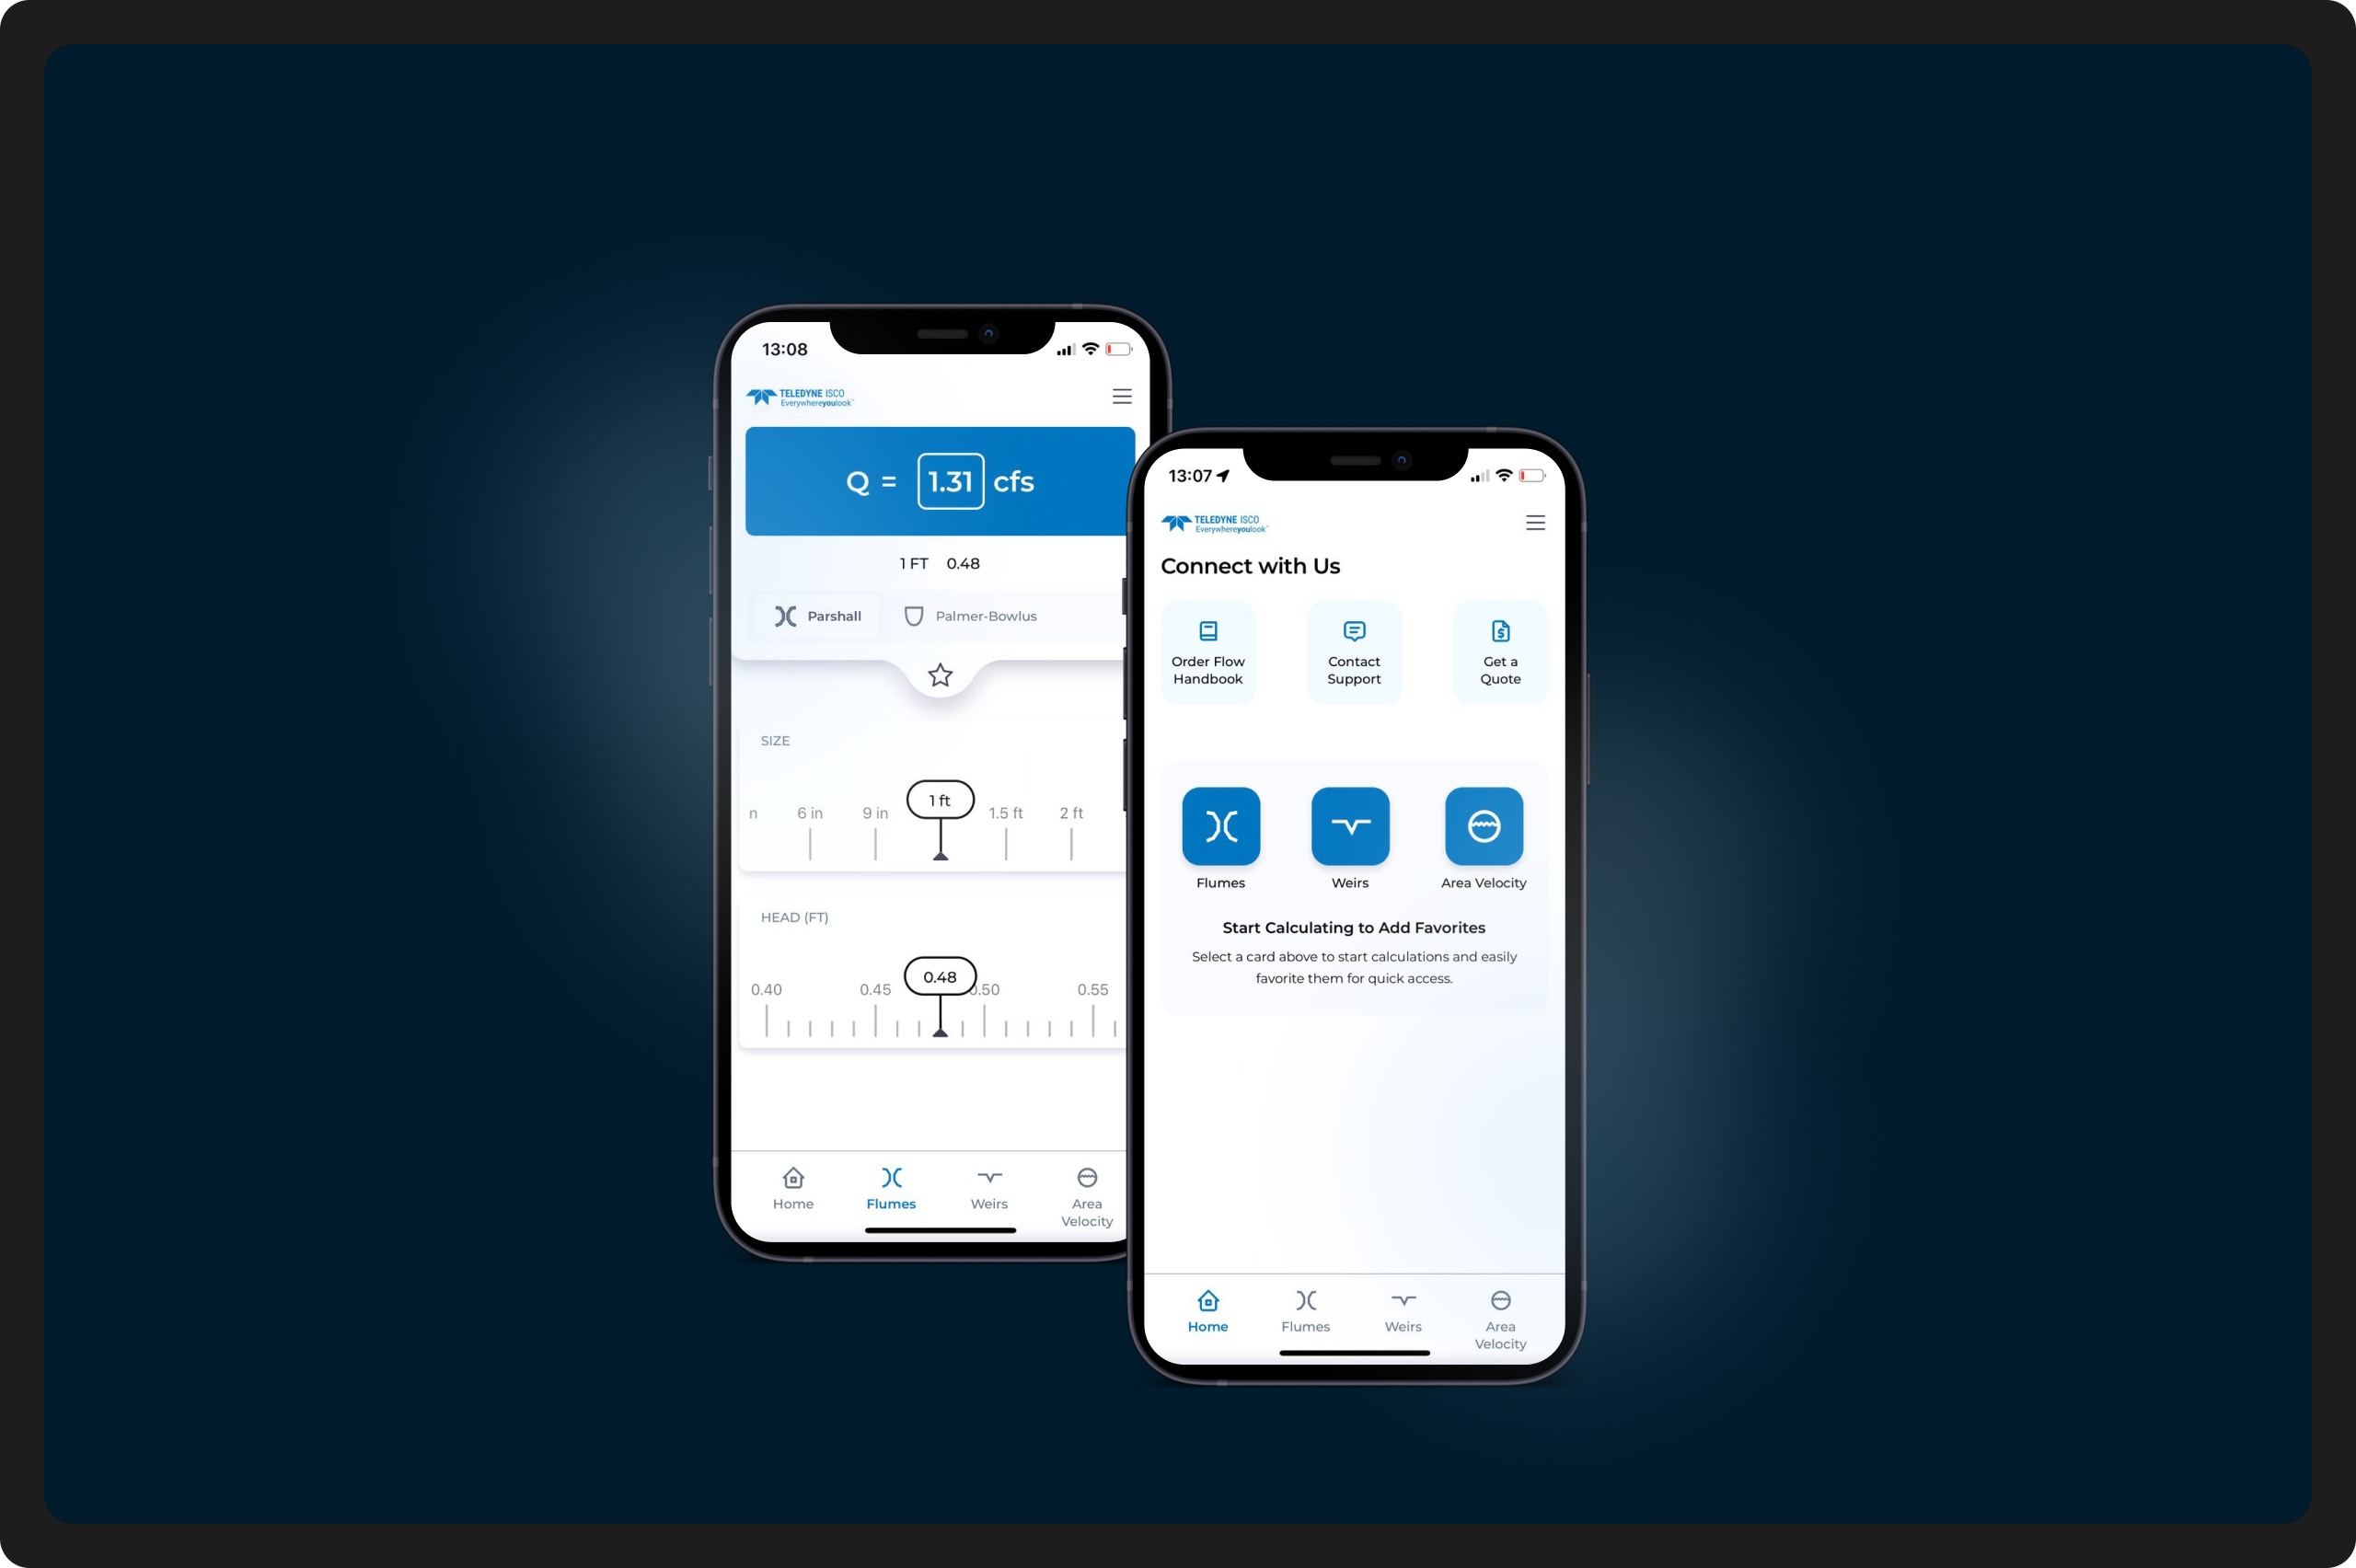 13:08
TELEDYNE ISCO
Everywhereyoulook™
Q = 1.31 cfs
1 FT 0.48
Parshall Palmer-Bowlus
SIZE
n 6 in 9 in 1 ft 1.5 ft 2 ft
HEAD (FT)
0.40 0.45 0.48 0.50 0.55
Home Flumes Weirs Area
Velocity
13:07
TELEDYNE ISCO
Everywhereyoulook™
Connect with Us
Order Flow
Handbook
Contact
Support
Get a
Quote
Flumes Weirs Area Velocity
Start Calculating to Add Favorites
Select a card above to start calculations and easily
favorite them for quick access.
Home Flumes Weirs Area
Velocity